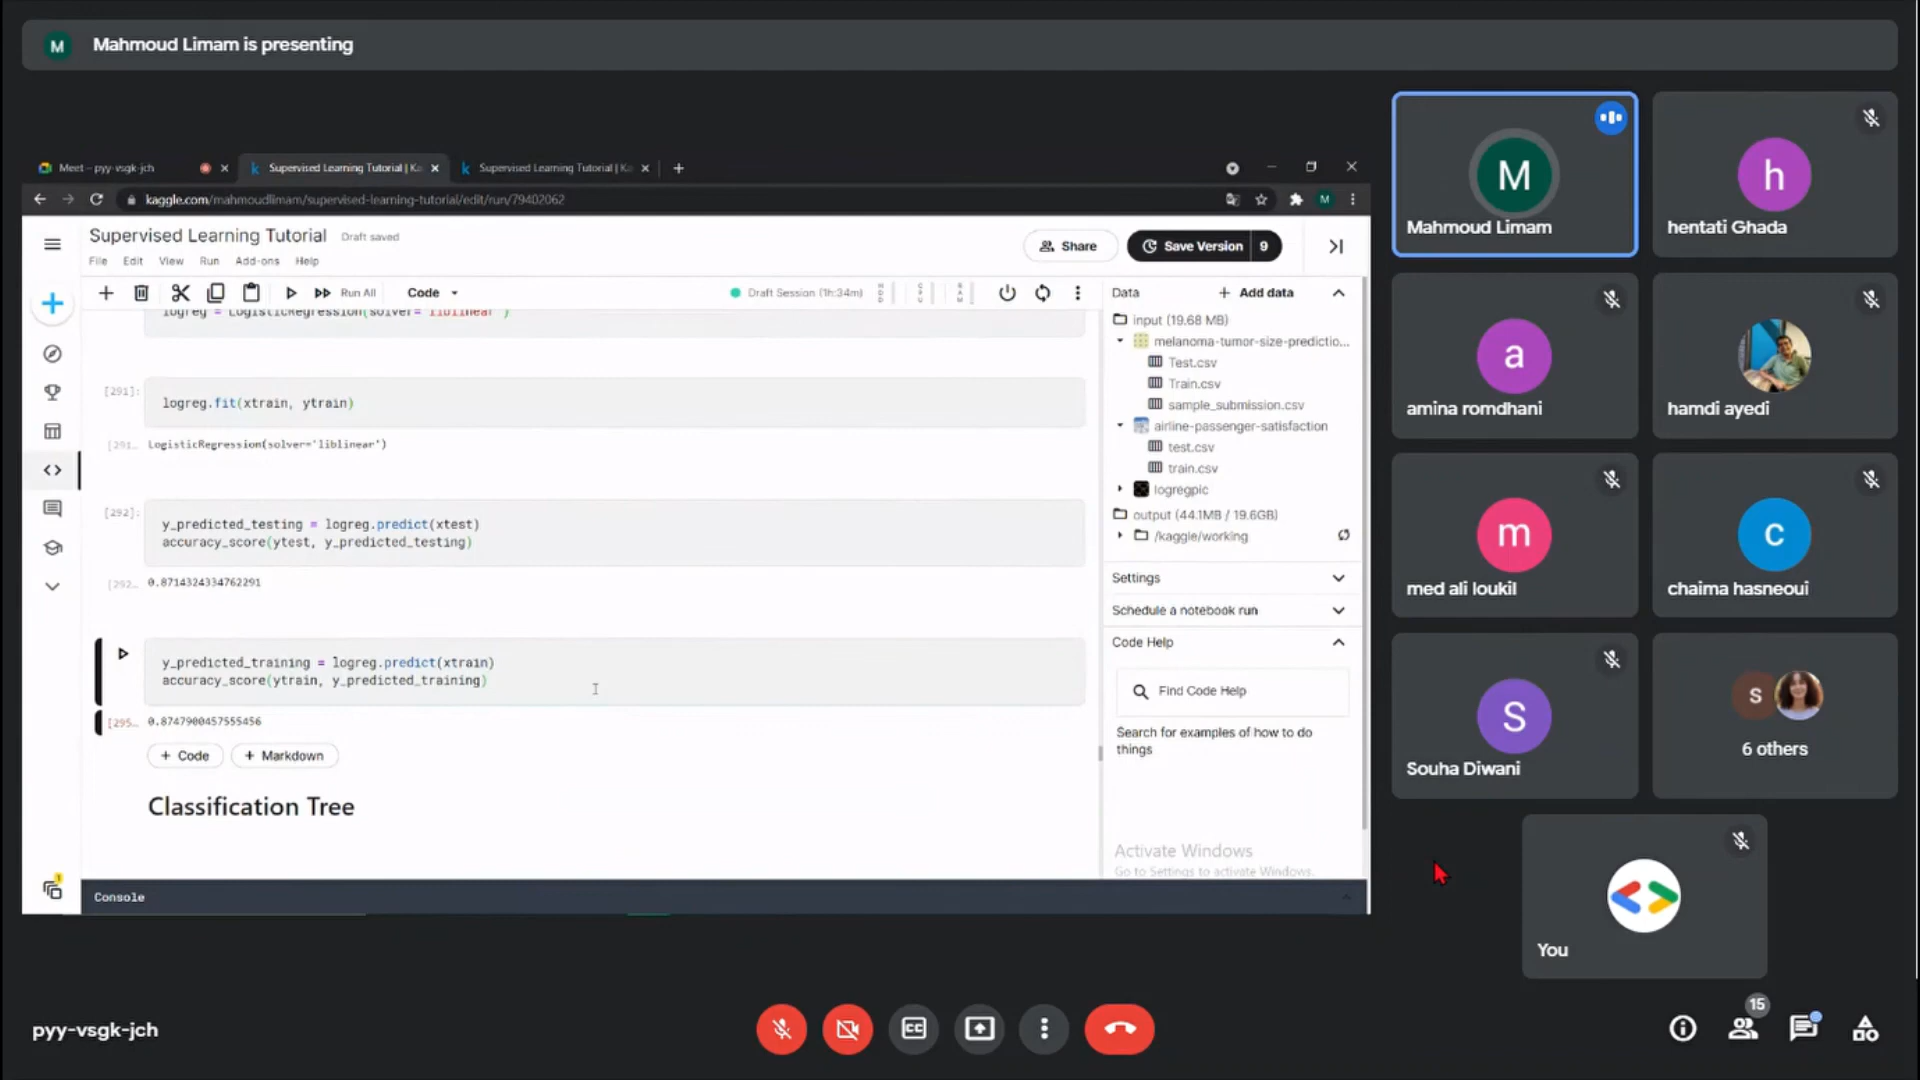 M Mahmoud Limam is presenting
Meet – pyy-vsgk-jch
Supervised Learning Tutorial | Ka
Supervised Learning Tutorial | Ka
kaggle.com/mahmoudlimam/supervised-learning-tutorial/edit/run/79402062
M
Supervised Learning Tutorial Draft saved
File Edit View Run Add-ons Help
Share
Save Version 9
Run All
Code
Draft Session (1h:34m)
logreg = LogisticRegression(solver='liblinear')
[291]:
logreg.fit(xtrain, ytrain)
[291... LogisticRegression(solver='liblinear')
[292]:
y_predicted_testing = logreg.predict(xtest)
accuracy_score(ytest, y_predicted_testing)
[292... 0.8714324334762291
y_predicted_training = logreg.predict(xtrain)
accuracy_score(ytrain, y_predicted_training)
[295... 0.8747900457555456
+ Code + Markdown
Classification Tree
Console
Data + Add data
input (19.68 MB)
melanoma-tumor-size-predictio...
Test.csv
Train.csv
sample_submission.csv
airline-passenger-satisfaction
test.csv
train.csv
logregpic
output (44.1MB / 19.6GB)
/kaggle/working
Settings
Schedule a notebook run
Code Help
Find Code Help
Search for examples of how to do
things
Activate Windows
Go to Settings to activate Windows.
M
Mahmoud Limam
h
hentati Ghada
a
amina romdhani
hamdi ayedi
m
med ali loukil
c
chaima hasneoui
S
Souha Diwani
s
6 others
You
pyy-vsgk-jch
CC
15